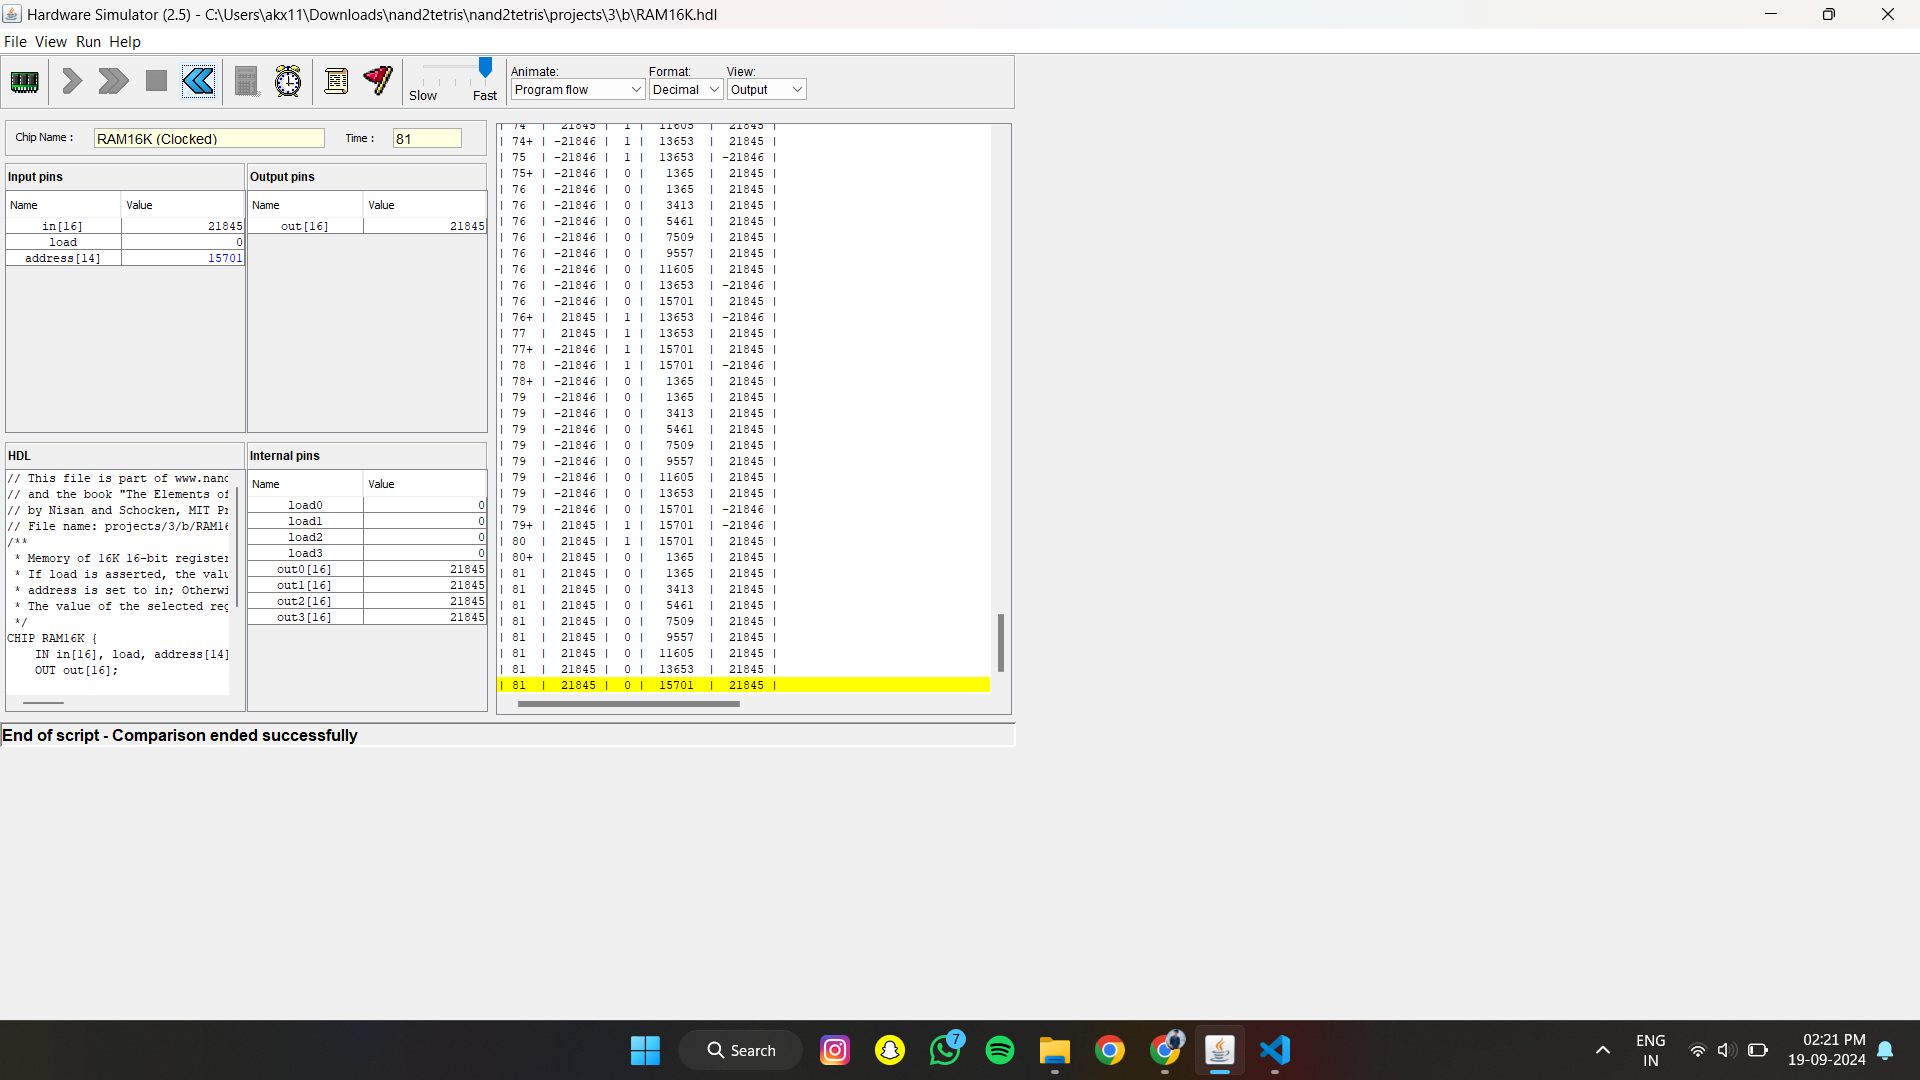 Hardware Simulator (2.5) - C:\Users\akx11\Downloads\nand2tetris\nand2tetris\projects\3\b\RAM16K.hdl
File View Run Help
Slow Fast
Animate: Format: View:
Program flow Decimal Output
Chip Name : RAM16K (Clocked) Time : 81
Input pins
Name Value
in[16] 21845
load 0
address[14] 15701
Output pins
Name Value
out[16] 21845
HDL
// This file is part of www.nand
// and the book "The Elements of
// by Nisan and Schocken, MIT Pr
// File name: projects/3/b/RAM16
/**
* Memory of 16K 16-bit register
* If load is asserted, the valu
* address is set to in; Otherwi
* The value of the selected reg
*/
CHIP RAM16K {
IN in[16], load, address[14]
OUT out[16];
Internal pins
Name Value
load0 0
load1 0
load2 0
load3 0
out0[16] 21845
out1[16] 21845
out2[16] 21845
out3[16] 21845
| 74 | 21845 | 1 | 11605 | 21845 |
| 74+ | -21846 | 1 | 13653 | 21845 |
| 75 | -21846 | 1 | 13653 | -21846 |
| 75+ | -21846 | 0 | 1365 | 21845 |
| 76 | -21846 | 0 | 1365 | 21845 |
| 76 | -21846 | 0 | 3413 | 21845 |
| 76 | -21846 | 0 | 5461 | 21845 |
| 76 | -21846 | 0 | 7509 | 21845 |
| 76 | -21846 | 0 | 9557 | 21845 |
| 76 | -21846 | 0 | 11605 | 21845 |
| 76 | -21846 | 0 | 13653 | -21846 |
| 76 | -21846 | 0 | 15701 | 21845 |
| 76+ | 21845 | 1 | 13653 | -21846 |
| 77 | 21845 | 1 | 13653 | 21845 |
| 77+ | -21846 | 1 | 15701 | 21845 |
| 78 | -21846 | 1 | 15701 | -21846 |
| 78+ | -21846 | 0 | 1365 | 21845 |
| 79 | -21846 | 0 | 1365 | 21845 |
| 79 | -21846 | 0 | 3413 | 21845 |
| 79 | -21846 | 0 | 5461 | 21845 |
| 79 | -21846 | 0 | 7509 | 21845 |
| 79 | -21846 | 0 | 9557 | 21845 |
| 79 | -21846 | 0 | 11605 | 21845 |
| 79 | -21846 | 0 | 13653 | 21845 |
| 79 | -21846 | 0 | 15701 | -21846 |
| 79+ | 21845 | 1 | 15701 | -21846 |
| 80 | 21845 | 1 | 15701 | 21845 |
| 80+ | 21845 | 0 | 1365 | 21845 |
| 81 | 21845 | 0 | 1365 | 21845 |
| 81 | 21845 | 0 | 3413 | 21845 |
| 81 | 21845 | 0 | 5461 | 21845 |
| 81 | 21845 | 0 | 7509 | 21845 |
| 81 | 21845 | 0 | 9557 | 21845 |
| 81 | 21845 | 0 | 11605 | 21845 |
| 81 | 21845 | 0 | 13653 | 21845 |
| 81 | 21845 | 0 | 15701 | 21845 |
End of script - Comparison ended successfully
Search
7
ENG
IN
02:21 PM
19-09-2024